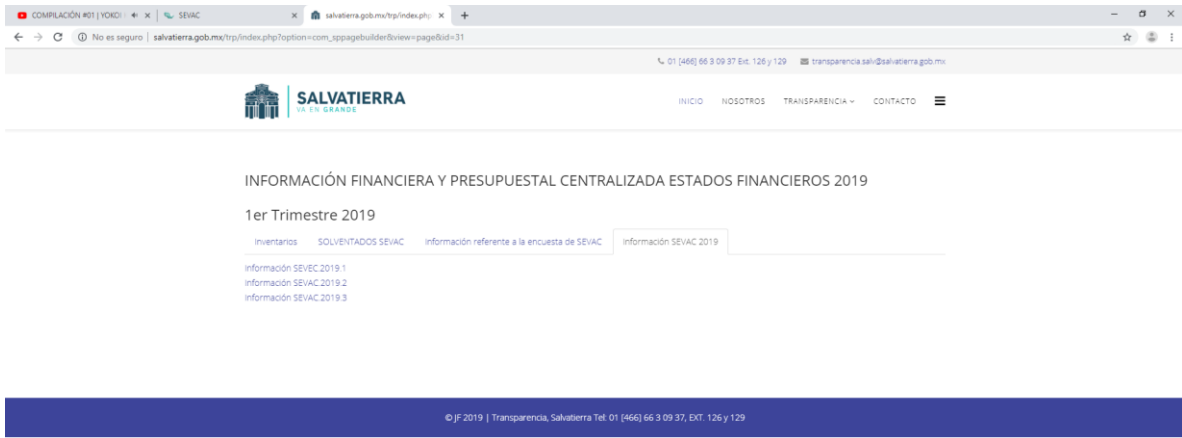 COMPILACIÓN #01 | YOKOI
SEVAC
salvatierra.gob.mx/trp/index.php
No es seguro | salvatierra.gob.mx/trp/index.php?option=com_sppagebuilder&view=page&id=31
01 [466] 66 3 09 37 Ext. 126 y 129 transparencia.salv@salvatierra.gob.mx
SALVATIERRA
VA EN GRANDE
INICIO NOSOTROS TRANSPARENCIA CONTACTO
INFORMACIÓN FINANCIERA Y PRESUPUESTAL CENTRALIZADA ESTADOS FINANCIEROS 2019
1er Trimestre 2019
Inventarios SOLVENTADOS SEVAC Información referente a la encuesta de SEVAC Información SEVAC 2019
Información SEVEC.2019.1
Información SEVAC.2019.2
Información SEVAC.2019.3
© JF 2019 | Transparencia, Salvatierra Tel: 01 [466] 66 3 09 37, EXT. 126 y 129